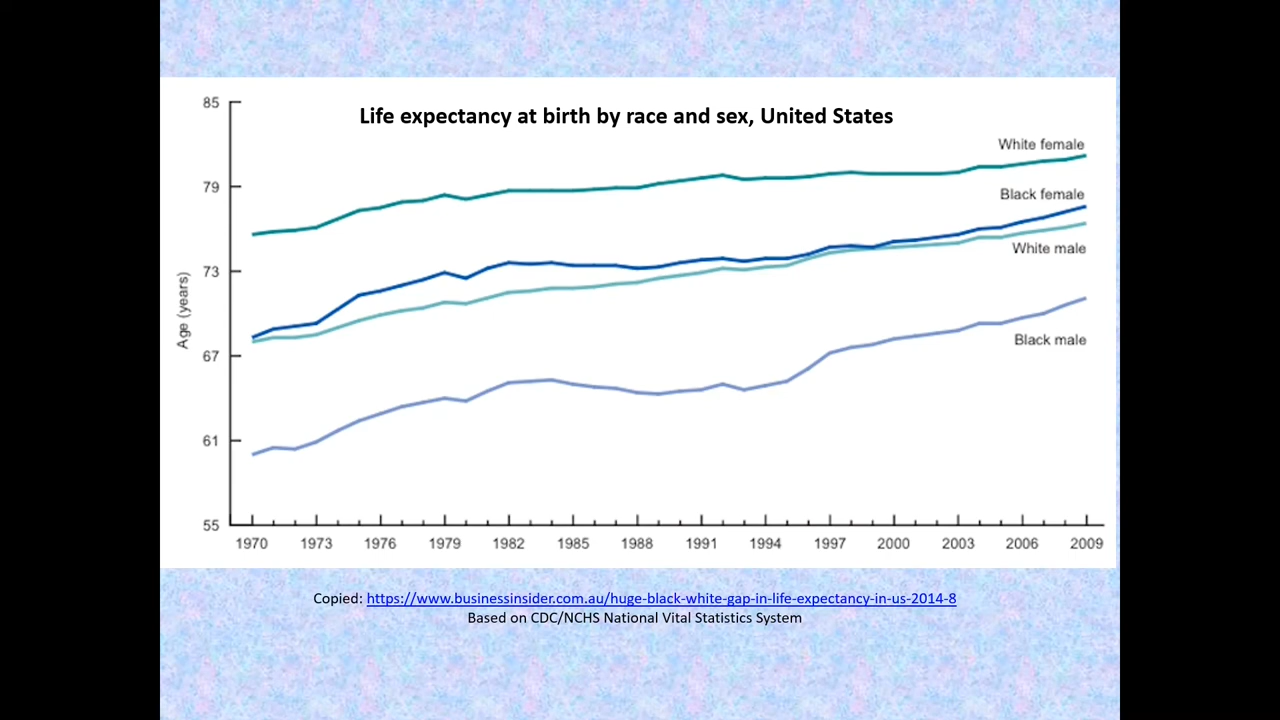 Life expectancy at birth by race and sex, United States
85
79
73
67
61
55
Age (years)
White female
Black female
White male
Black male
1970 1973 1976 1979 1982 1985 1988 1991 1994 1997 2000 2003 2006 2009
Copied: https://www.businessinsider.com.au/huge-black-white-gap-in-life-expectancy-in-us-2014-8
Based on CDC/NCHS National Vital Statistics System